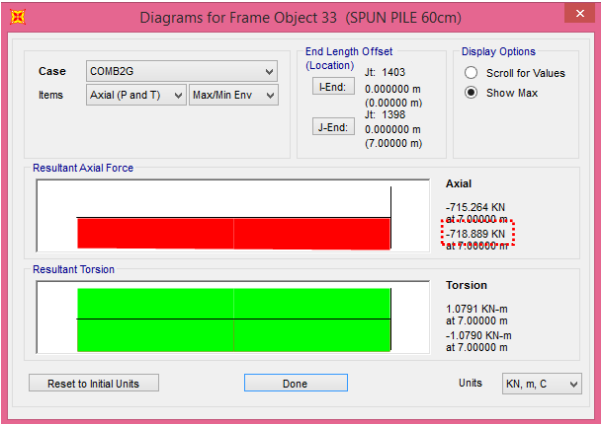 Diagrams for Frame Object 33 (SPUN PILE 60cm)
Case COMB2G
Items Axial (P and T) Max/Min Env
End Length Offset
(Location)
I-End: Jt: 1403
0.000000 m
(0.00000 m)
J-End: Jt: 1398
0.000000 m
(7.00000 m)
Display Options
Scroll for Values
Show Max
Resultant Axial Force
Axial
-715.264 KN
at 7.00000 m
-718.889 KN
at 7.00000 m
Resultant Torsion
Torsion
1.0791 KN-m
at 7.00000 m
-1.0790 KN-m
at 7.00000 m
Reset to Initial Units
Done
Units KN, m, C